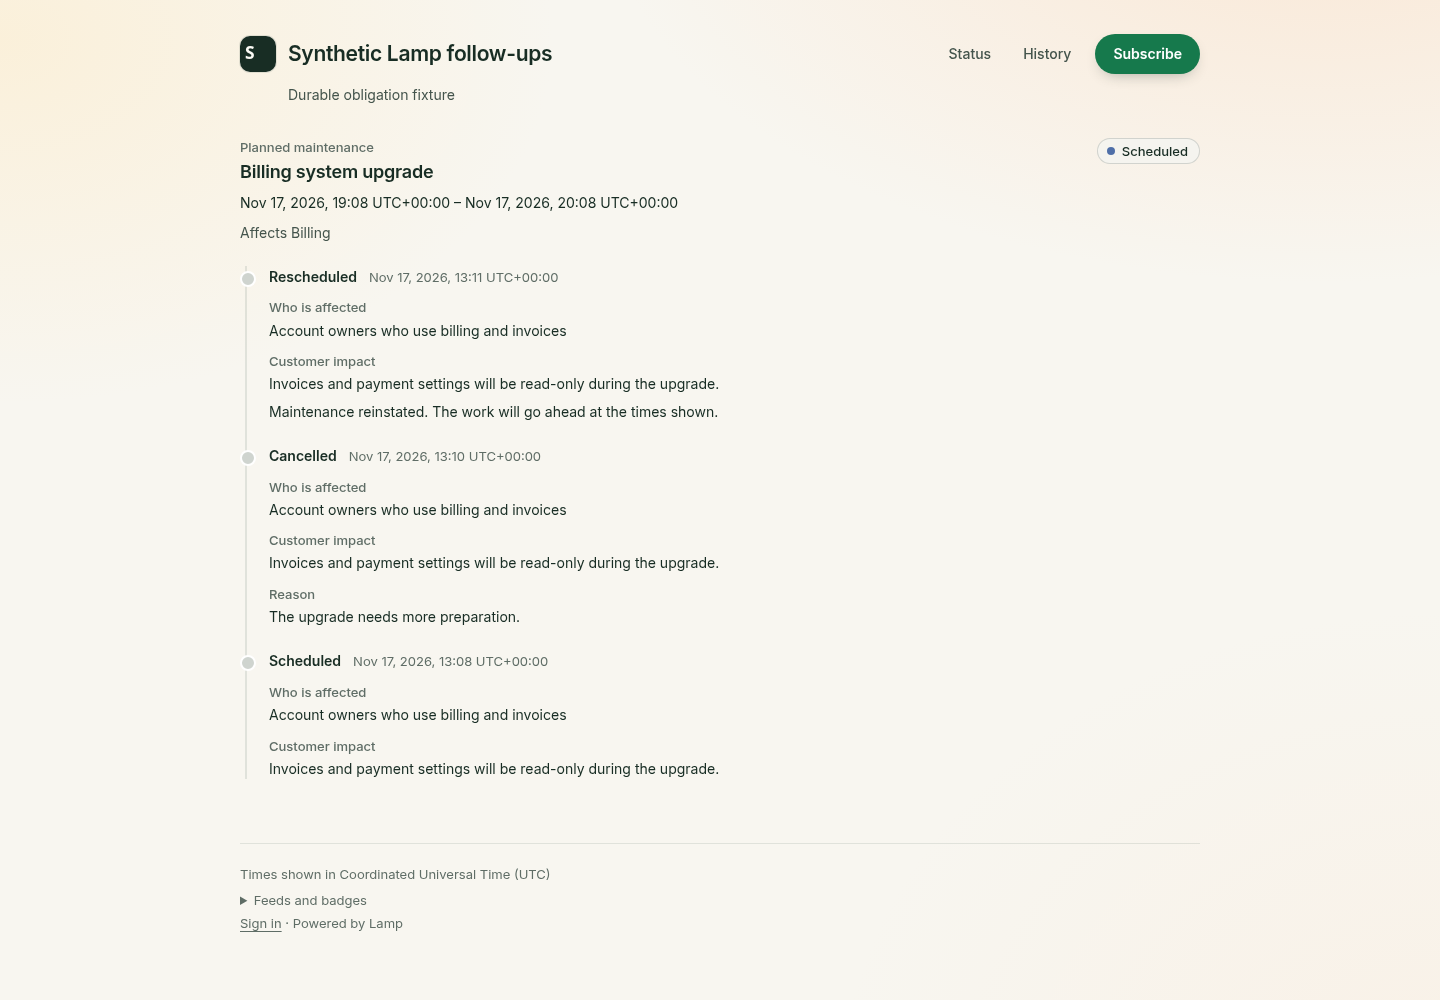 S
Synthetic Lamp follow-ups
Status
History
Subscribe
Durable obligation fixture
Planned maintenance
Scheduled
Billing system upgrade
Nov 17, 2026, 19:08 UTC+00:00 – Nov 17, 2026, 20:08 UTC+00:00
Affects Billing
Rescheduled Nov 17, 2026, 13:11 UTC+00:00
Who is affected
Account owners who use billing and invoices
Customer impact
Invoices and payment settings will be read-only during the upgrade.
Maintenance reinstated. The work will go ahead at the times shown.
Cancelled Nov 17, 2026, 13:10 UTC+00:00
Who is affected
Account owners who use billing and invoices
Customer impact
Invoices and payment settings will be read-only during the upgrade.
Reason
The upgrade needs more preparation.
Scheduled Nov 17, 2026, 13:08 UTC+00:00
Who is affected
Account owners who use billing and invoices
Customer impact
Invoices and payment settings will be read-only during the upgrade.
Times shown in Coordinated Universal Time (UTC)
Feeds and badges
Sign in · Powered by Lamp